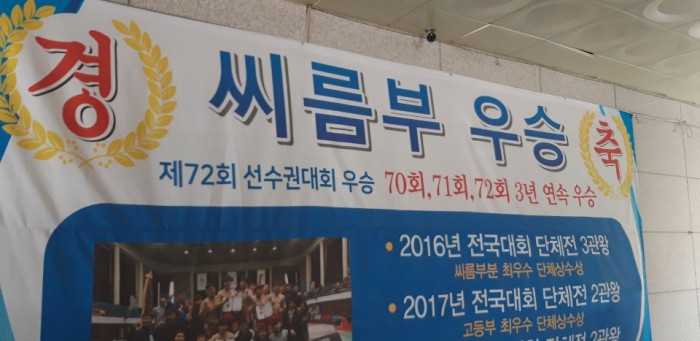 경 씨름부 우승 축
제72회 선수권대회 우승 70회,71회,72회 3년 연속 우승
• 2016년 전국대회 단체전 3관왕
씨름부분 최우수 단체상수상
• 2017년 전국대회 단체전 2관왕
고등부 최우수 단체상수상
2관왕